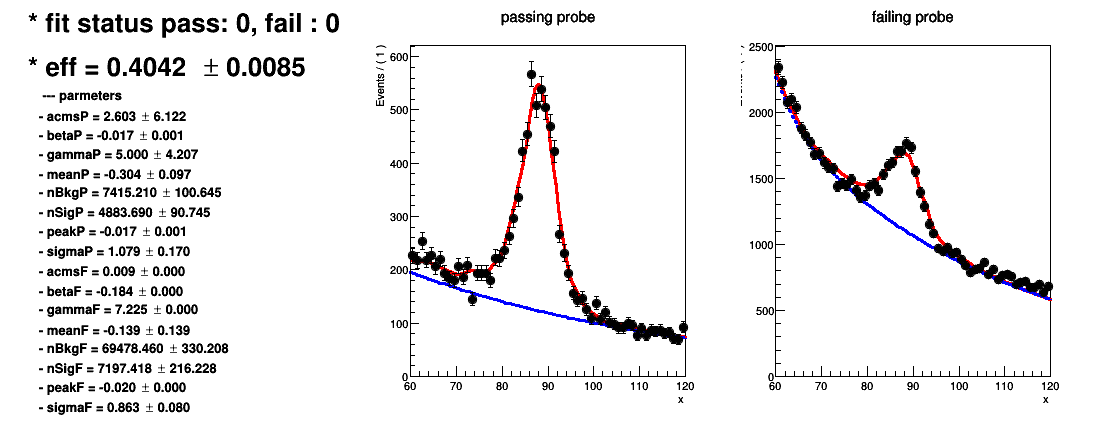 * fit status pass: 0, fail : 0
* eff = 0.4042 ± 0.0085
--- parmeters
- acmsP = 2.603 ± 6.122
- betaP = -0.017 ± 0.001
- gammaP = 5.000 ± 4.207
- meanP = -0.304 ± 0.097
- nBkgP = 7415.210 ± 100.645
- nSigP = 4883.690 ± 90.745
- peakP = -0.017 ± 0.001
- sigmaP = 1.079 ± 0.170
- acmsF = 0.009 ± 0.000
- betaF = -0.184 ± 0.000
- gammaF = 7.225 ± 0.000
- meanF = -0.139 ± 0.139
- nBkgF = 69478.460 ± 330.208
- nSigF = 7197.418 ± 216.228
- peakF = -0.020 ± 0.000
- sigmaF = 0.863 ± 0.080
passing probe
Events / ( 1 )
600
500
400
300
200
100
0
60 70 80 90 100 110 120
x
failing probe
2500
2000
1500
1000
500
0
60 70 80 90 100 110 120
x